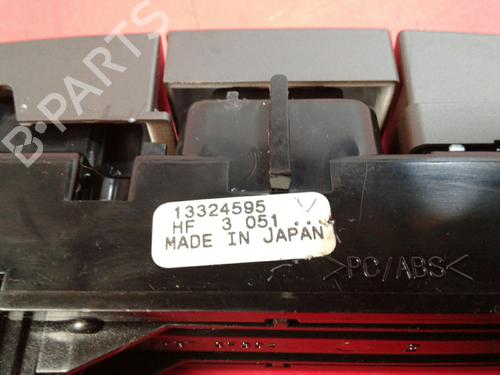 B-PARTS
13324595
HF 3 051 ...
MADE IN JAPAN
>PC/ABS<